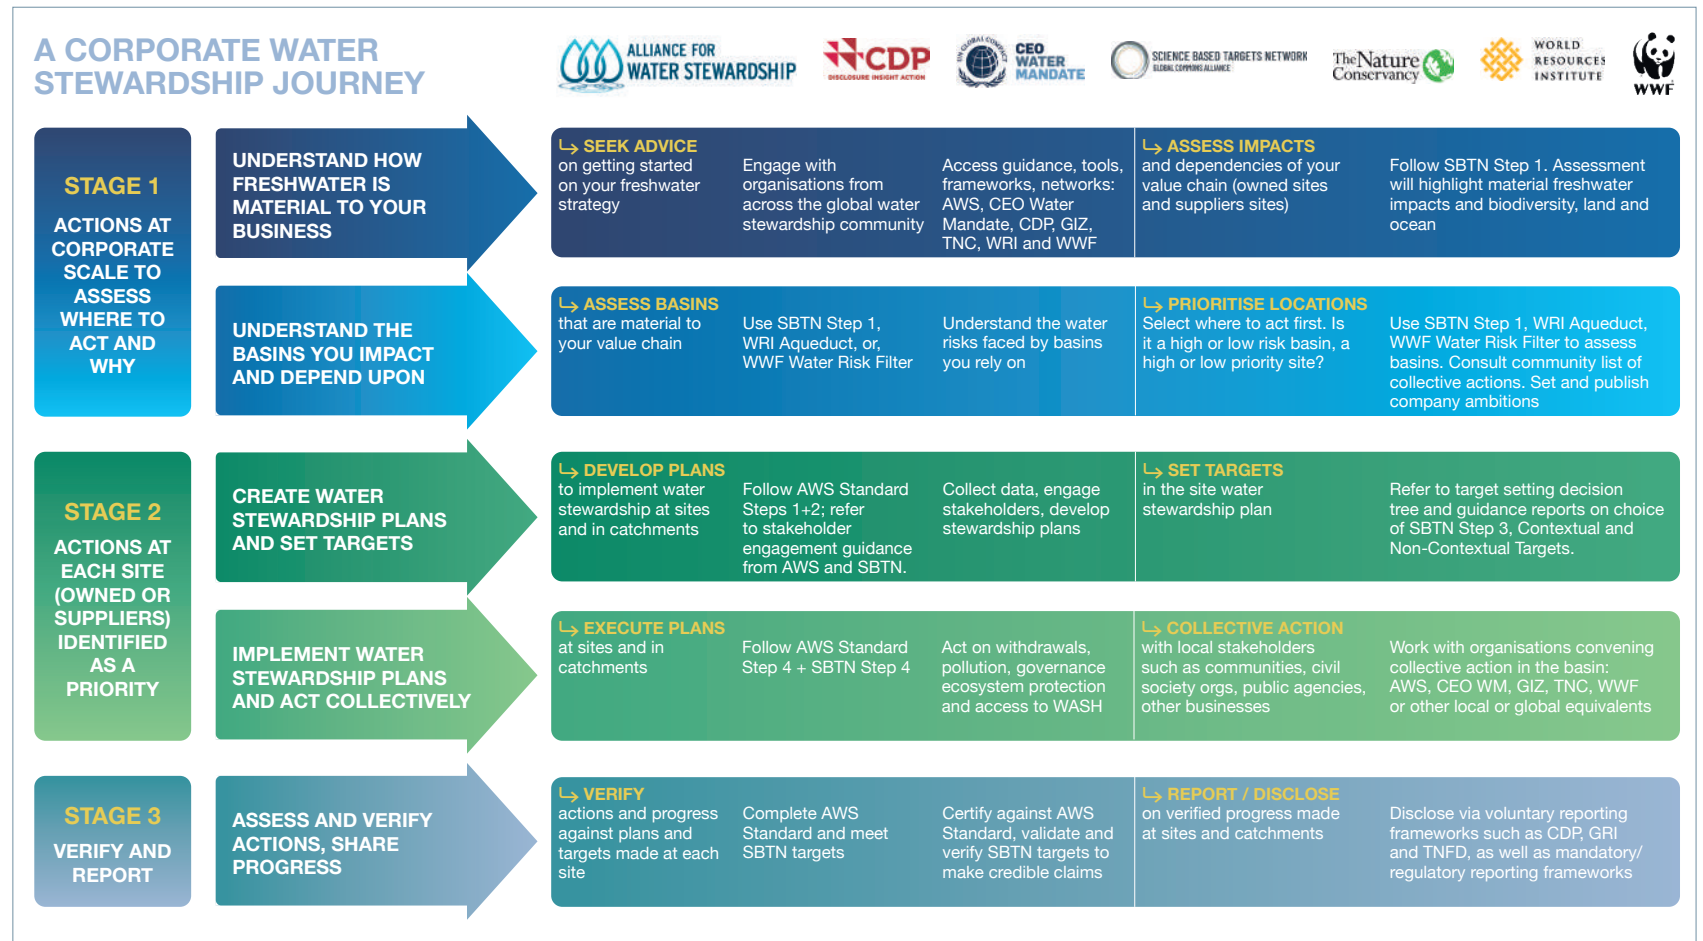 A CORPORATE WATER
STEWARDSHIP JOURNEY
ALLIANCE FOR
WATER STEWARDSHIP
CDP
DISCLOSURE INSIGHT ACTION
UN GLOBAL COMPACT
CEO
WATER
MANDATE
SCIENCE BASED TARGETS NETWORK
GLOBAL COMMONS ALLIANCE
The Nature
Conservancy
WORLD
RESOURCES
INSTITUTE
WWF
STAGE 1
ACTIONS AT
CORPORATE
SCALE TO
ASSESS
WHERE TO
ACT AND
WHY
UNDERSTAND HOW
FRESHWATER IS
MATERIAL TO YOUR
BUSINESS
SEEK ADVICE
on getting started
on your freshwater
strategy
Engage with
organisations from
across the global water
stewardship community
Access guidance, tools,
frameworks, networks:
AWS, CEO Water
Mandate, CDP, GIZ,
TNC, WRI and WWF
ASSESS IMPACTS
and dependencies of your
value chain (owned sites
and suppliers sites)
Follow SBTN Step 1. Assessment
will highlight material freshwater
impacts and biodiversity, land and
ocean
UNDERSTAND THE
BASINS YOU IMPACT
AND DEPEND UPON
ASSESS BASINS
that are material to
your value chain
Use SBTN Step 1,
WRI Aqueduct, or,
WWF Water Risk Filter
Understand the water
risks faced by basins
you rely on
PRIORITISE LOCATIONS
Select where to act first. Is
it a high or low risk basin, a
high or low priority site?
Use SBTN Step 1, WRI Aqueduct,
WWF Water Risk Filter to assess
basins. Consult community list of
collective actions. Set and publish
company ambitions
STAGE 2
ACTIONS AT
EACH SITE
(OWNED OR
SUPPLIERS)
IDENTIFIED
AS A
PRIORITY
CREATE WATER
STEWARDSHIP PLANS
AND SET TARGETS
DEVELOP PLANS
to implement water
stewardship at sites
and in catchments
Follow AWS Standard
Steps 1+2; refer
to stakeholder
engagement guidance
from AWS and SBTN.
Collect data, engage
stakeholders, develop
stewardship plans
SET TARGETS
in the site water
stewardship plan
Refer to target setting decision
tree and guidance reports on choice
of SBTN Step 3, Contextual and
Non-Contextual Targets.
IMPLEMENT WATER
STEWARDSHIP PLANS
AND ACT COLLECTIVELY
EXECUTE PLANS
at sites and in
catchments
Follow AWS Standard
Step 4 + SBTN Step 4
Act on withdrawals,
pollution, governance
ecosystem protection
and access to WASH
COLLECTIVE ACTION
with local stakeholders
such as communities, civil
society orgs, public agencies,
other businesses
Work with organisations convening
collective action in the basin:
AWS, CEO WM, GIZ, TNC, WWF
or other local or global equivalents
STAGE 3
VERIFY AND
REPORT
ASSESS AND VERIFY
ACTIONS, SHARE
PROGRESS
VERIFY
actions and progress
against plans and
targets made at each
site
Complete AWS
Standard and meet
SBTN targets
Certify against AWS
Standard, validate and
verify SBTN targets to
make credible claims
REPORT / DISCLOSE
on verified progress made
at sites and catchments
Disclose via voluntary reporting
frameworks such as CDP, GRI
and TNFD, as well as mandatory/
regulatory reporting frameworks